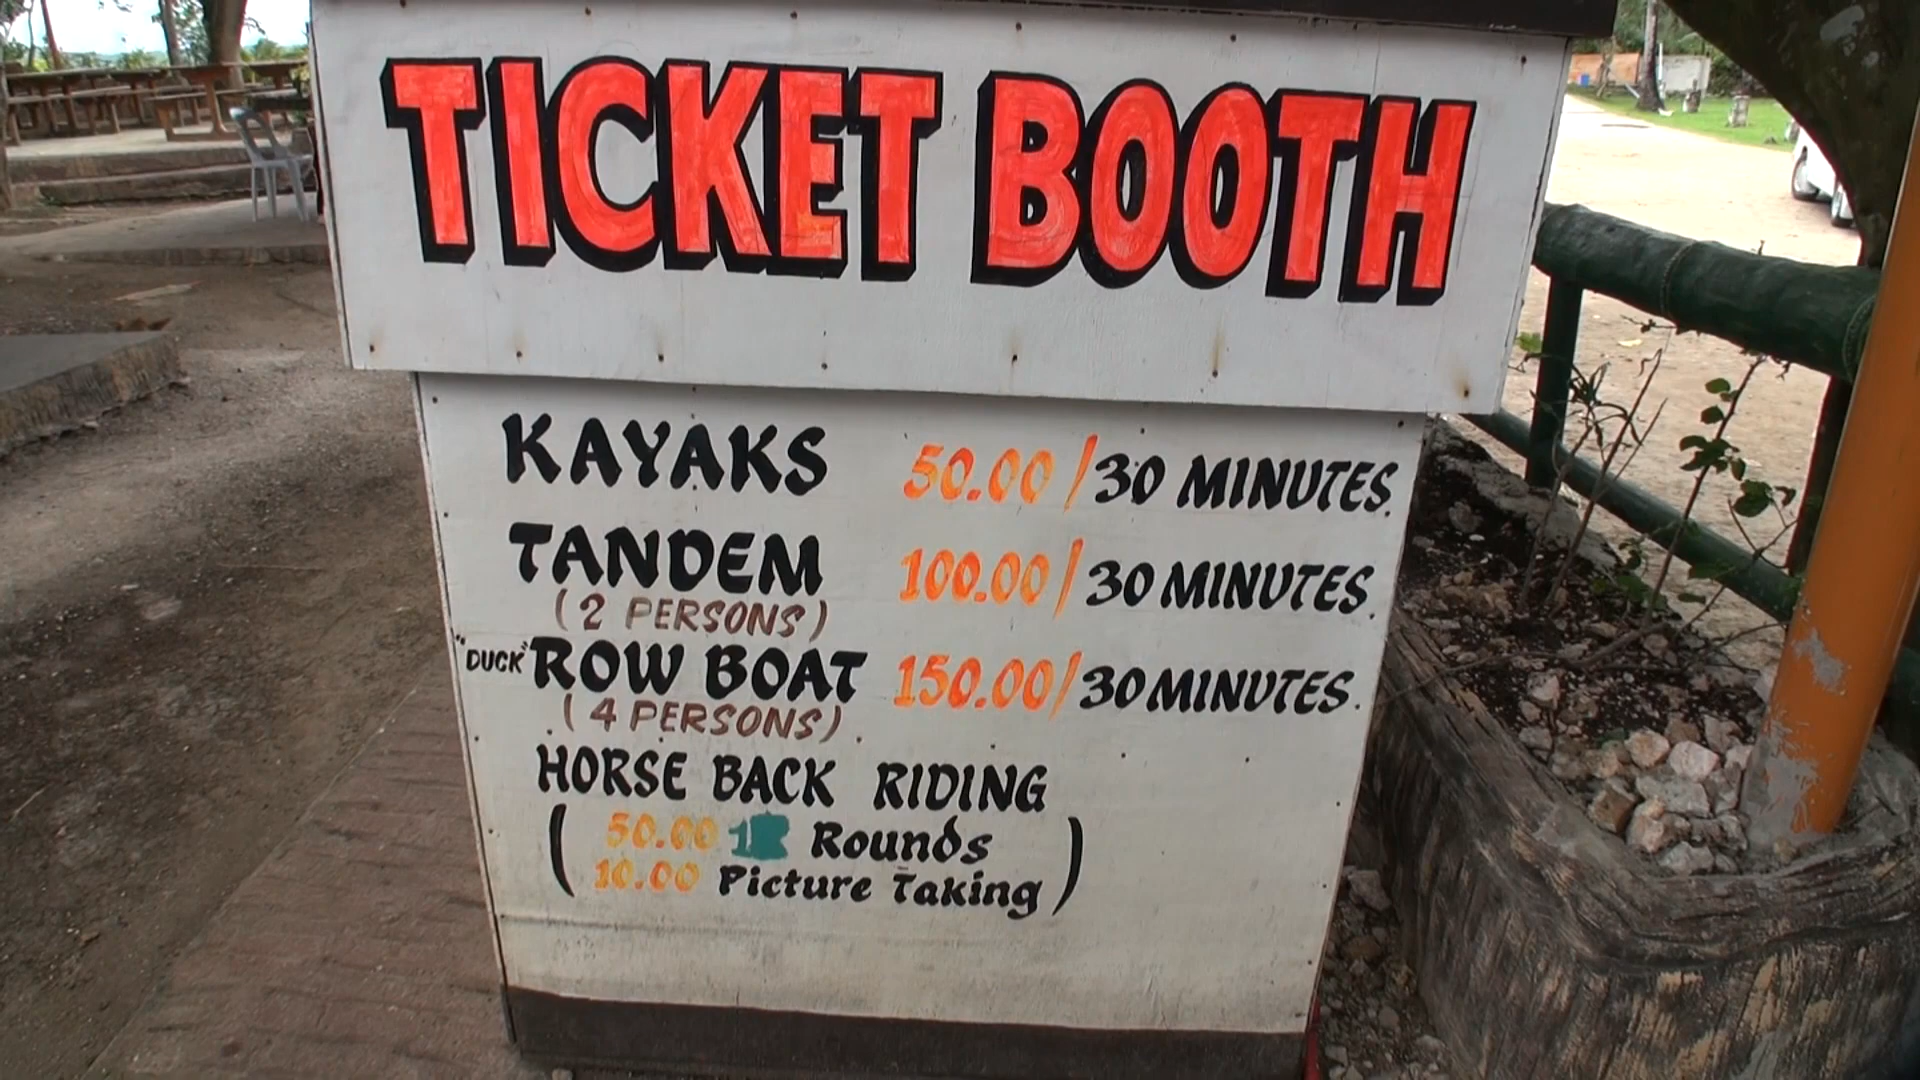 TICKET BOOTH
KAYAKS 50.00/30 MINUTES.
TANDEM 100.00/30 MINUTES.
(2 PERSONS)
"DUCK" ROW BOAT 150.00/30 MINUTES.
(4 PERSONS)
HORSE BACK RIDING
(50.00 1 Rounds
10.00 Picture Taking)